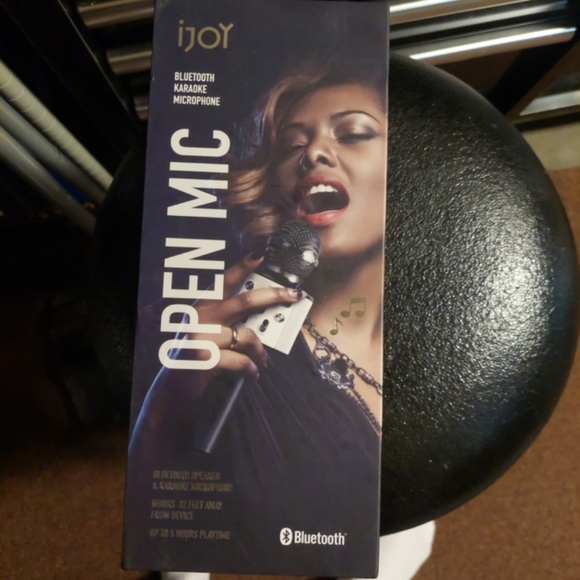 iJOY
BLUETOOTH
KARAOKE
MICROPHONE
OPEN MIC
BLUETOOTH SPEAKER
& KARAOKE MICROPHONE
WORKS 32 FEET AWAY
FROM DEVICE
UP TO 5 HOURS PLAYTIME
Bluetooth